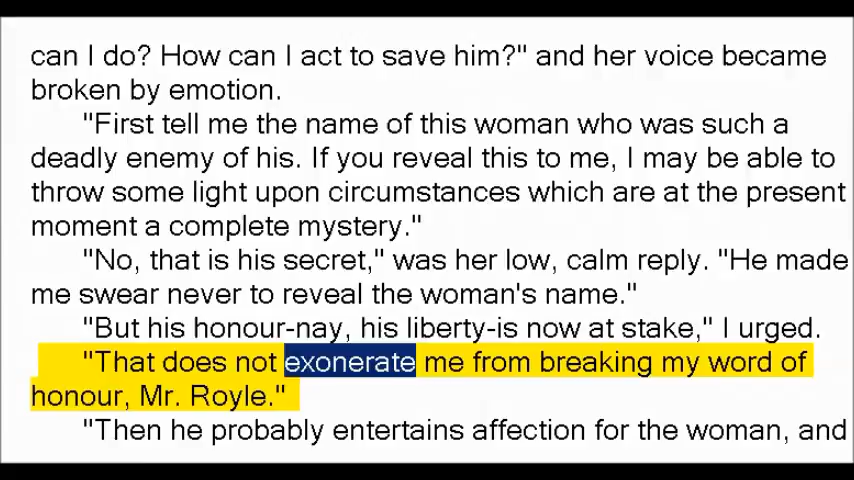 can I do? How can I act to save him?" and her voice became
broken by emotion.
"First tell me the name of this woman who was such a
deadly enemy of his. If you reveal this to me, I may be able to
throw some light upon circumstances which are at the present
moment a complete mystery."
"No, that is his secret," was her low, calm reply. "He made
me swear never to reveal the woman's name."
"But his honour-nay, his liberty-is now at stake," I urged.
"That does not exonerate me from breaking my word of
honour, Mr. Royle."
"Then he probably entertains affection for the woman, and